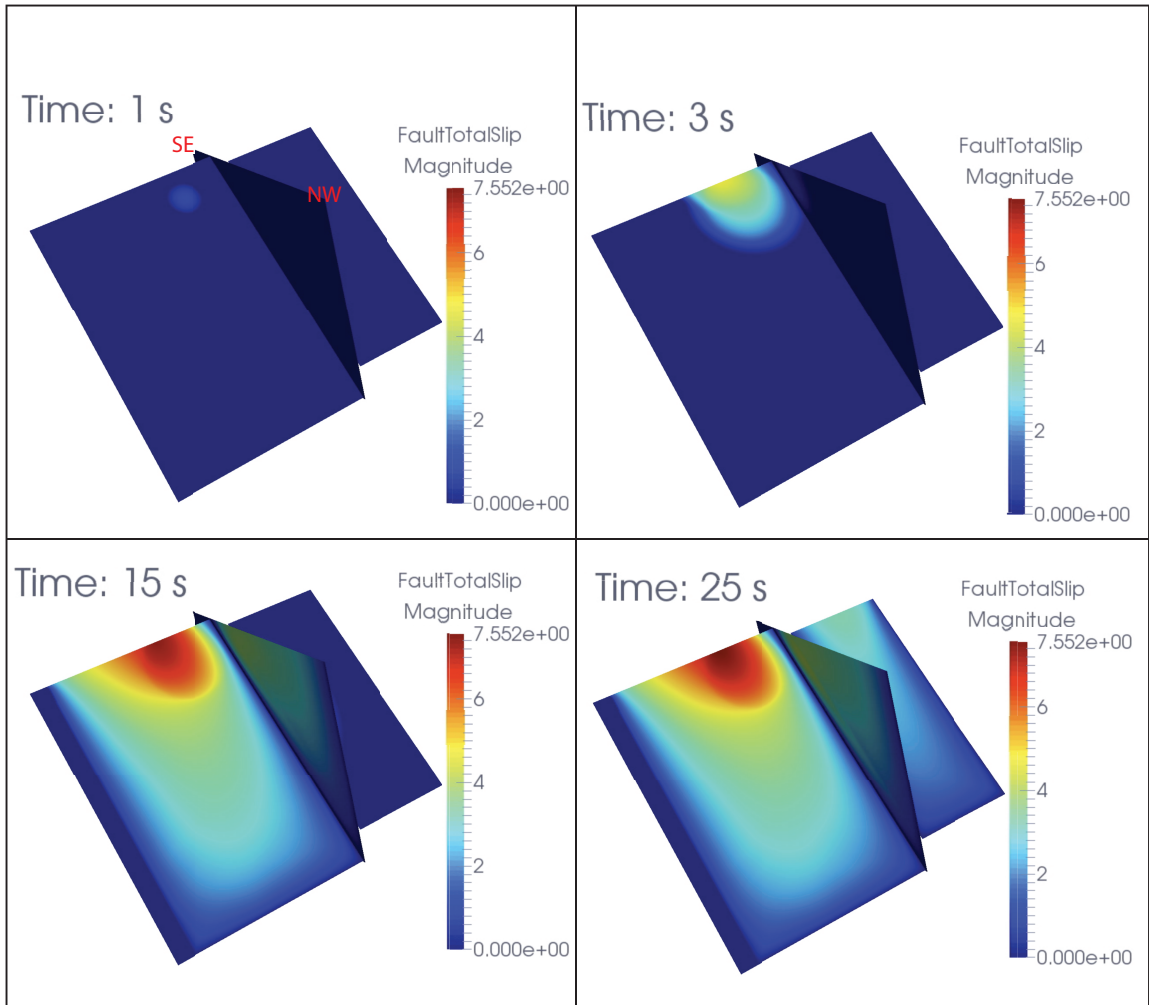 Time: 1 s
SE
NW
FaultTotalSlip
Magnitude
7.552e+00
6
4
2
0.000e+00
Time: 3 s
FaultTotalSlip
Magnitude
7.552e+00
6
4
2
0.000e+00
Time: 15 s
FaultTotalSlip
Magnitude
7.552e+00
6
4
2
0.000e+00
Time: 25 s
FaultTotalSlip
Magnitude
7.552e+00
6
4
2
0.000e+00